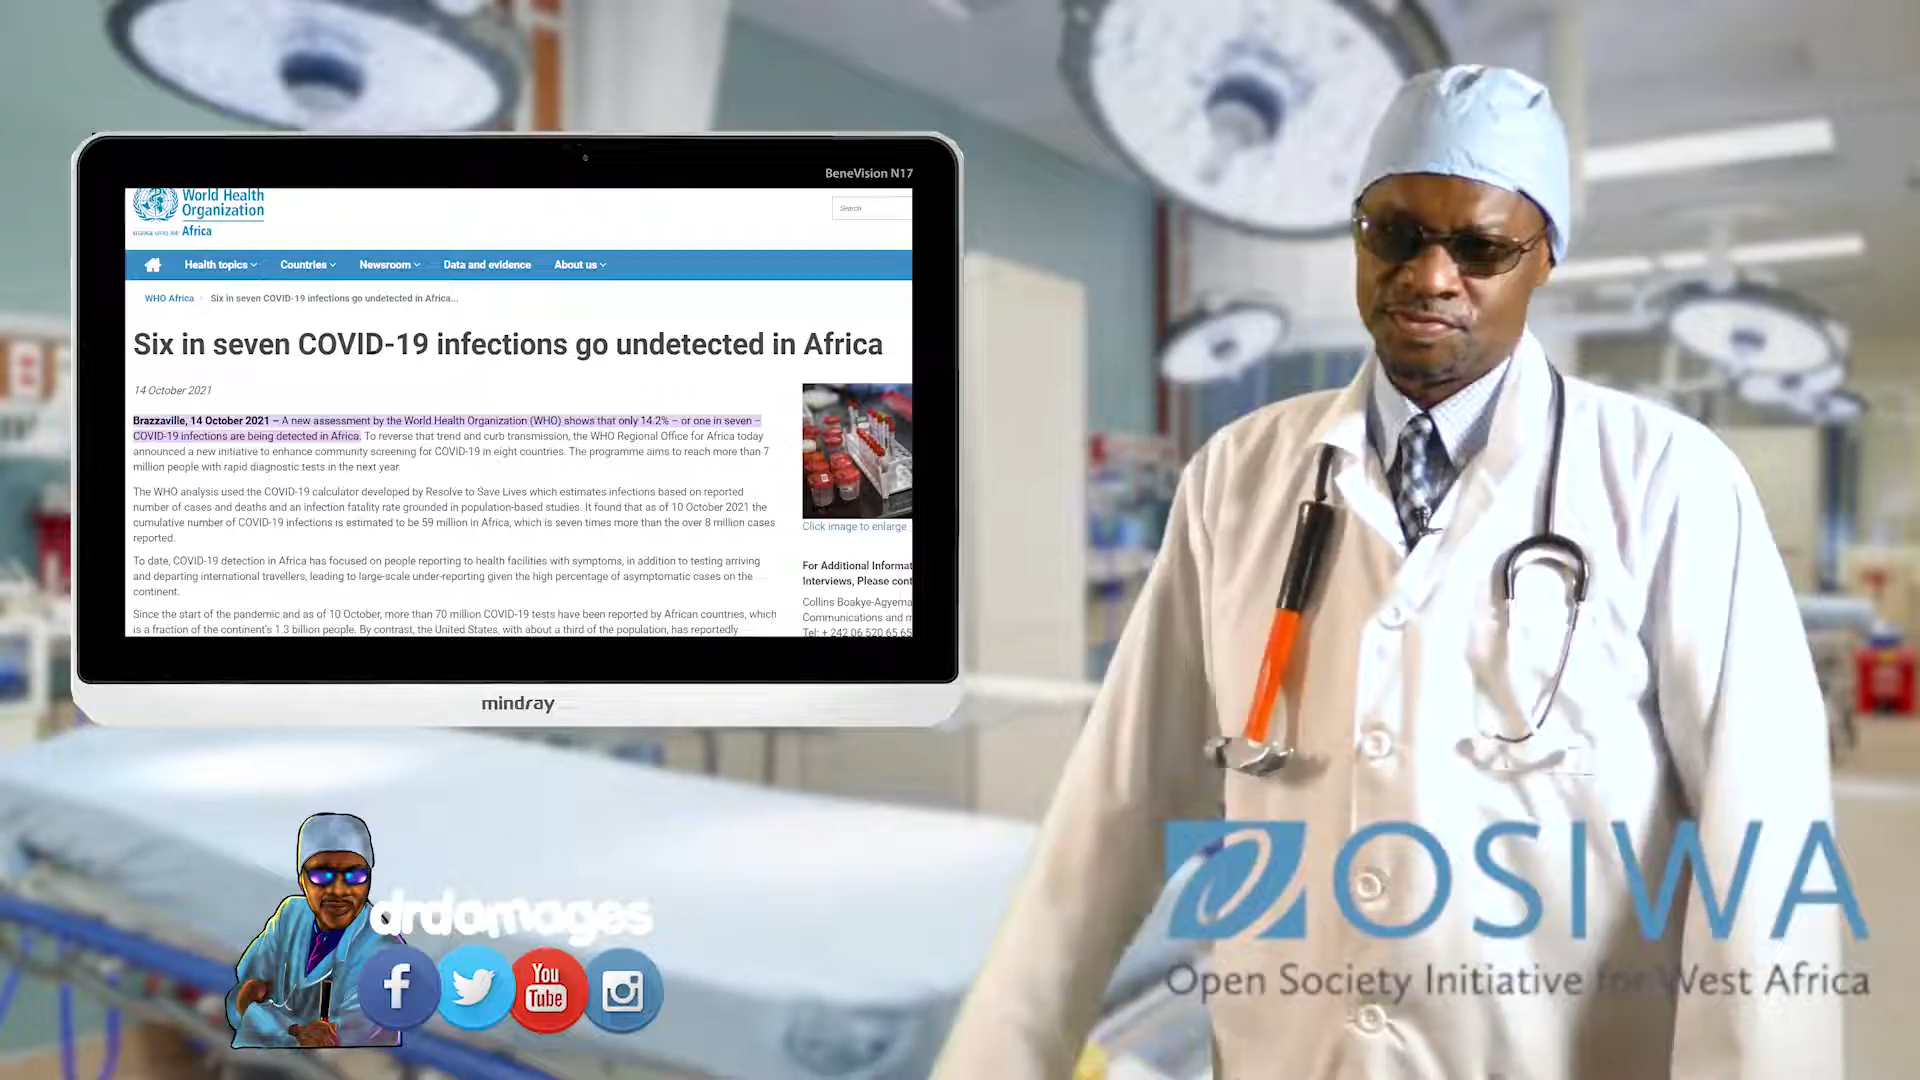 BeneVision N17
World Health
Organization
Africa
Search
Health topics
Countries
Newsroom
Data and evidence
About us
WHO Africa
Six in seven COVID-19 infections go undetected in Africa...
Six in seven COVID-19 infections go undetected in Africa
14 October 2021
Brazzaville, 14 October 2021 – A new assessment by the World Health Organization (WHO) shows that only 14.2% – or one in seven –
COVID-19 infections are being detected in Africa. To reverse that trend and curb transmission, the WHO Regional Office for Africa today
announced a new initiative to enhance community screening for COVID-19 in eight countries. The programme aims to reach more than 7
million people with rapid diagnostic tests in the next year.
The WHO analysis used the COVID-19 calculator developed by Resolve to Save Lives which estimates infections based on reported
number of cases and deaths and an infection fatality rate grounded in population-based studies. It found that as of 10 October 2021 the
cumulative number of COVID-19 infections is estimated to be 59 million in Africa, which is seven times more than the over 8 million cases
reported.
To date, COVID-19 detection in Africa has focused on people reporting to health facilities with symptoms, in addition to testing arriving
and departing international travellers, leading to large-scale under-reporting given the high percentage of asymptomatic cases on the
continent.
Since the start of the pandemic and as of 10 October, more than 70 million COVID-19 tests have been reported by African countries, which
is a fraction of the continent's 1.3 billion people. By contrast, the United States, with about a third of the population, has reportedly
Click image to enlarge
For Additional Informat
Interviews, Please cont
Collins Boakye-Agyema
Communications and m
Tel: + 242 06 520 65 65
mindray
drdamages
f
You
Tube
OSIWA
Open Society Initiative for West Africa